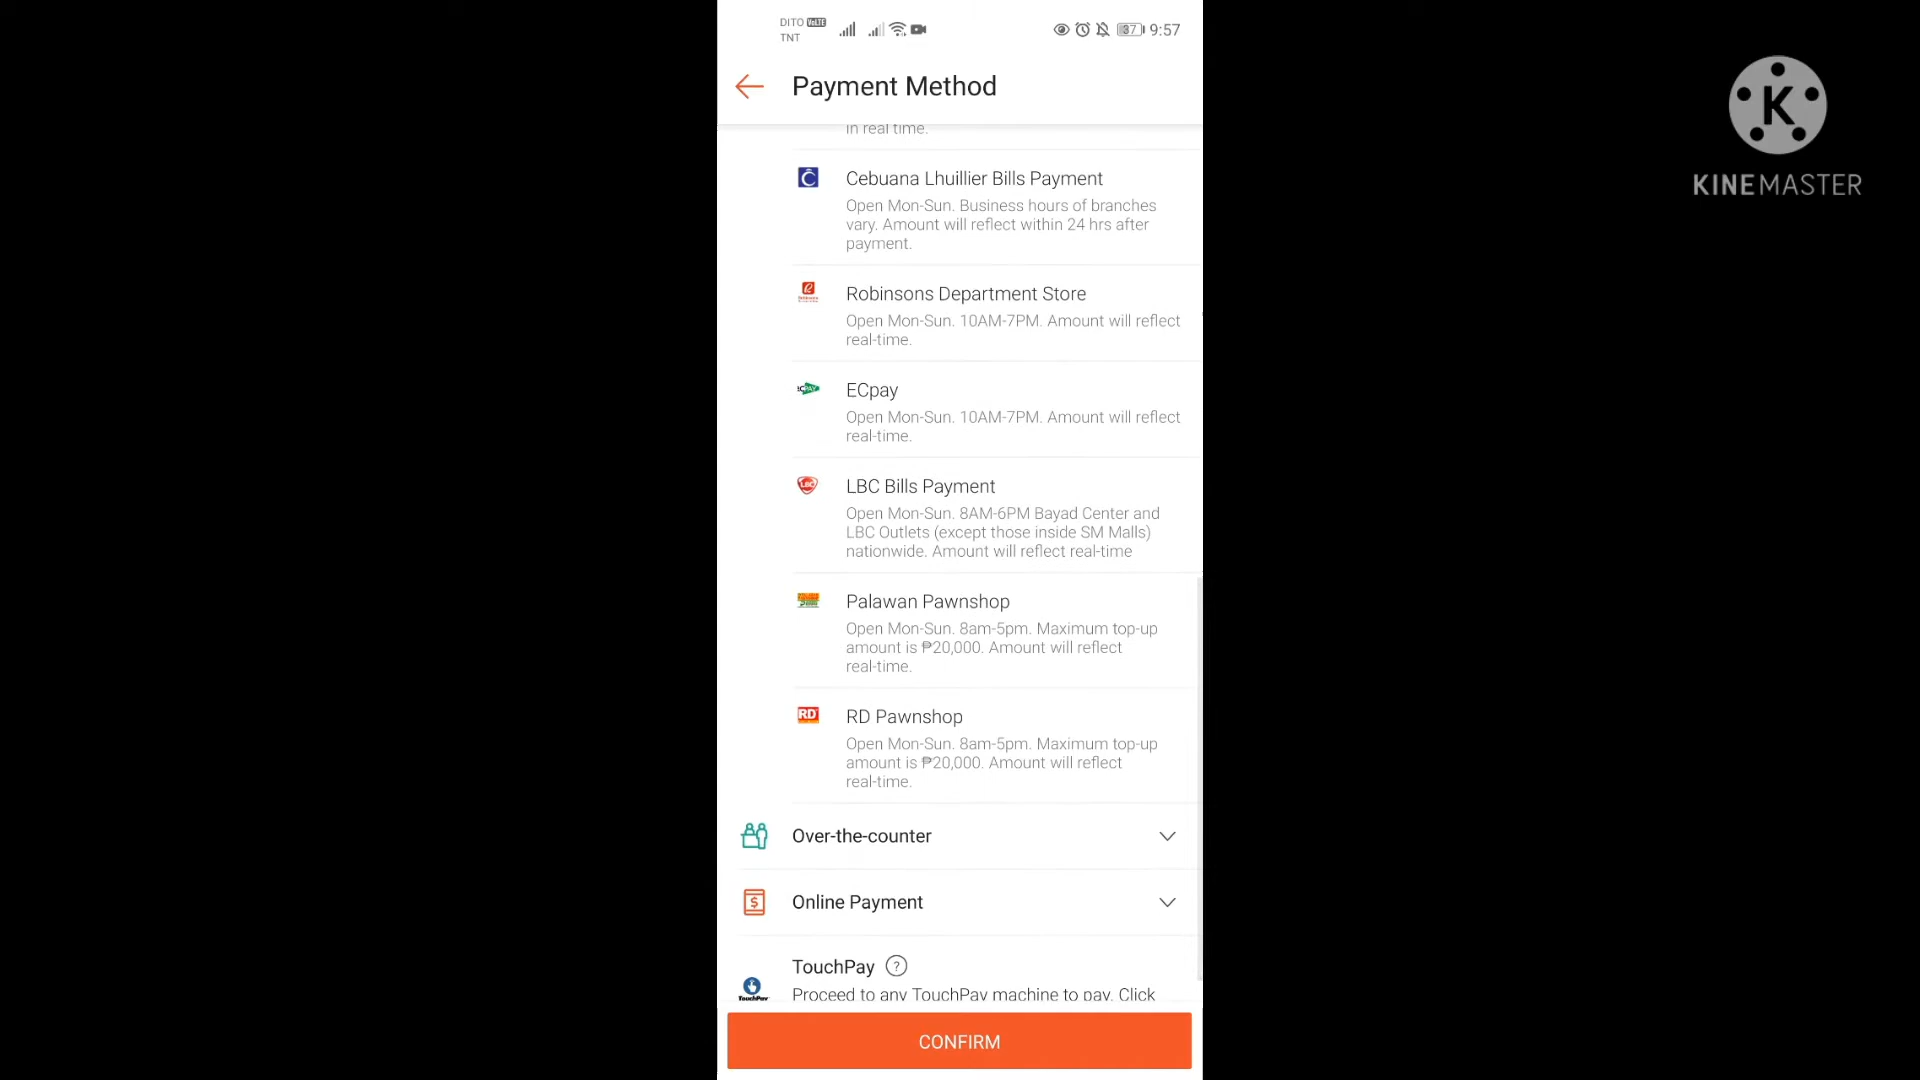 DITO VoLTE
TNT
37 9:57
Payment Method
in real time.
Cebuana Lhuillier Bills Payment
Open Mon-Sun. Business hours of branches
vary. Amount will reflect within 24 hrs after
payment.
Robinsons Department Store
Open Mon-Sun. 10AM-7PM. Amount will reflect
real-time.
ECpay
Open Mon-Sun. 10AM-7PM. Amount will reflect
real-time.
LBC
LBC Bills Payment
Open Mon-Sun. 8AM-6PM Bayad Center and
LBC Outlets (except those inside SM Malls)
nationwide. Amount will reflect real-time
Palawan Pawnshop
Open Mon-Sun. 8am-5pm. Maximum top-up
amount is ₱20,000. Amount will reflect
real-time.
RD
RD Pawnshop
Open Mon-Sun. 8am-5pm. Maximum top-up
amount is ₱20,000. Amount will reflect
real-time.
Over-the-counter
Online Payment
TouchPay ?
TouchPay
Proceed to any TouchPay machine to pay. Click
CONFIRM
K
KINEMASTER